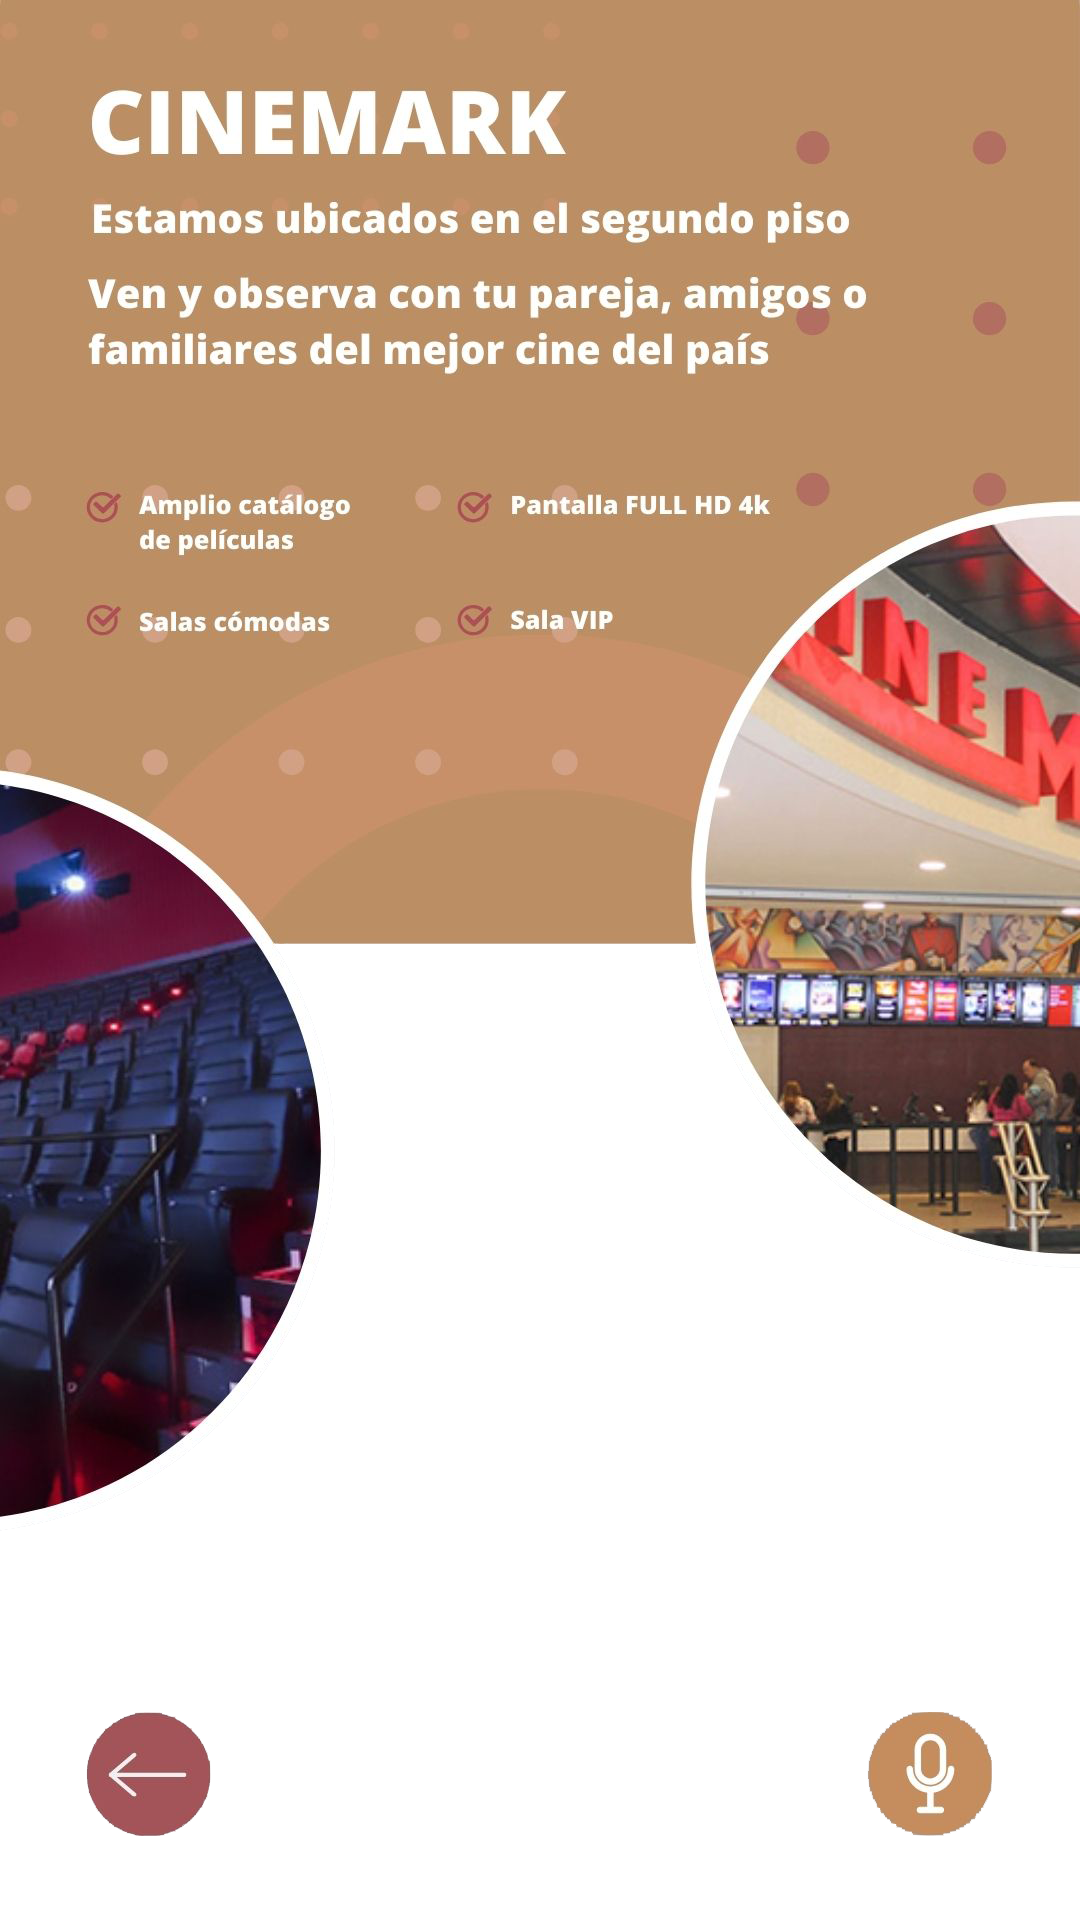 CINEMARK
Estamos ubicados en el segundo piso
Ven y observa con tu pareja, amigos o
familiares del mejor cine del país
Amplio catálogo
de películas
Pantalla FULL HD 4k
Salas cómodas
Sala VIP
INEM